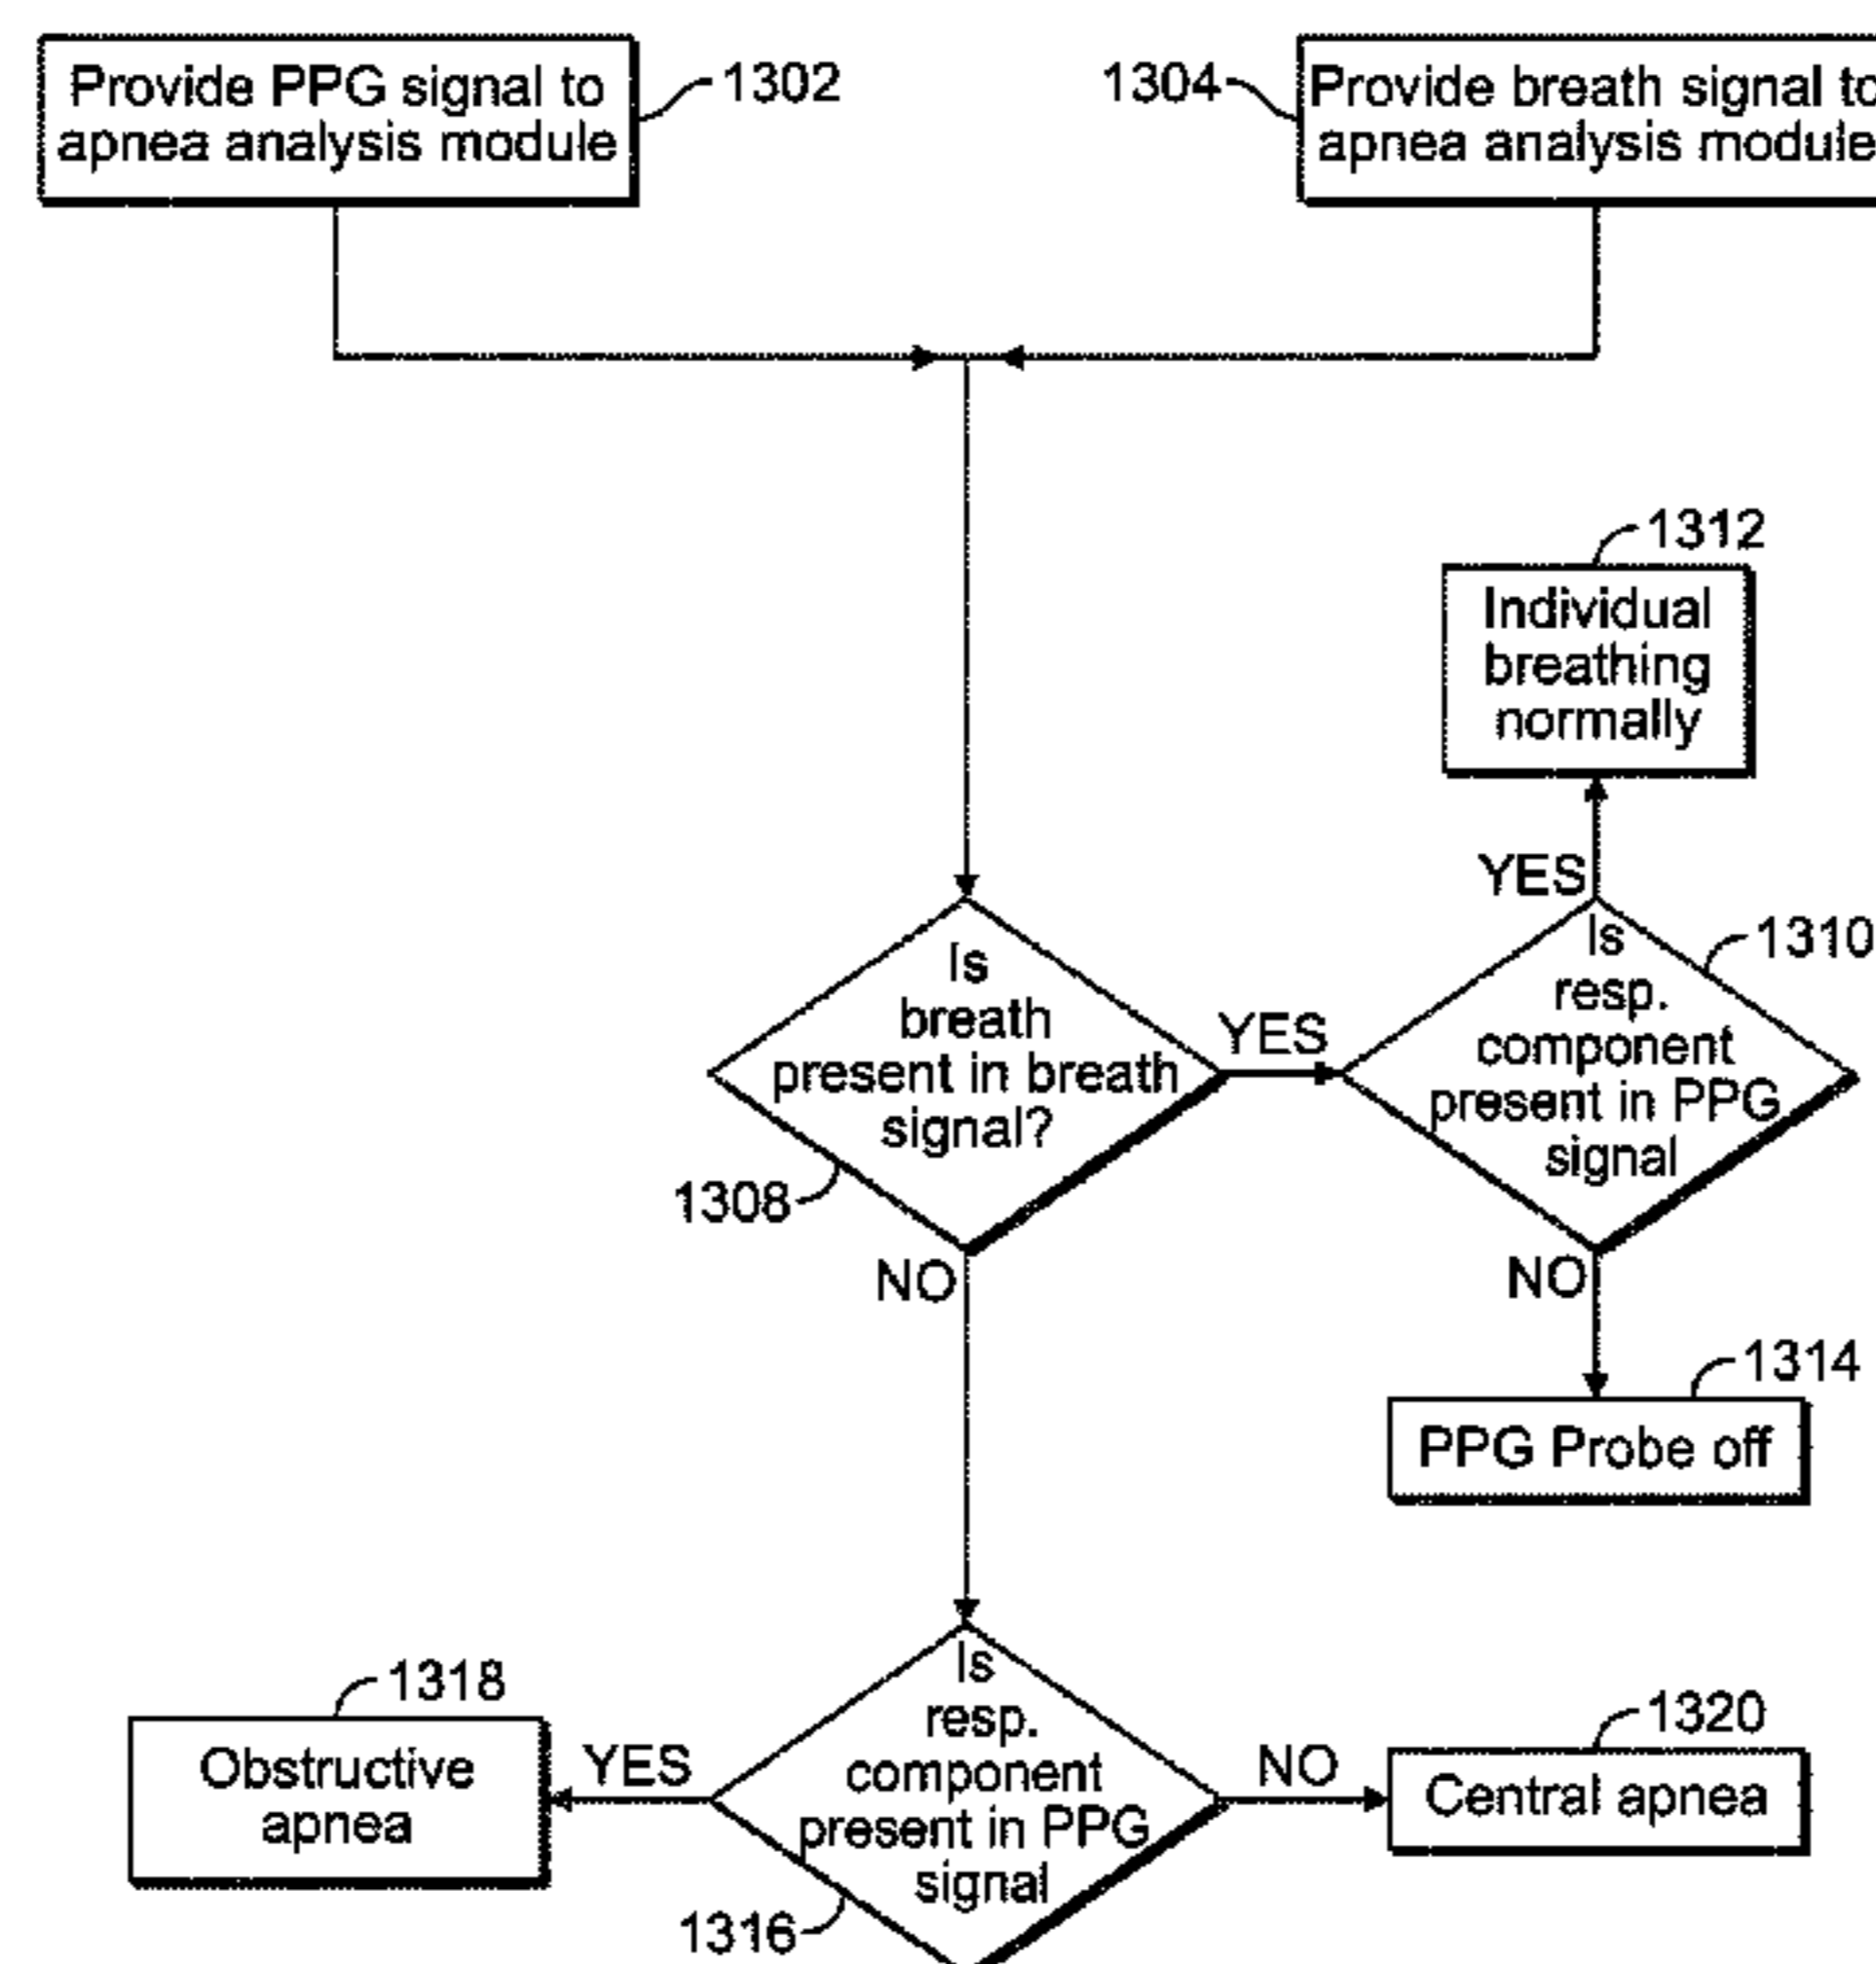 Provide PPG signal to
apnea analysis module
1302
1304
Provide breath signal to
apnea analysis module
1312
Individual
breathing
normally
YES
Is
resp.
component
present in PPG
signal
1310
Is
breath
present in breath
signal?
YES
1308
NO
NO
1314
PPG Probe off
1318
Obstructive
apnea
YES
Is
resp.
component
present in PPG
signal
NO
1320
Central apnea
1316